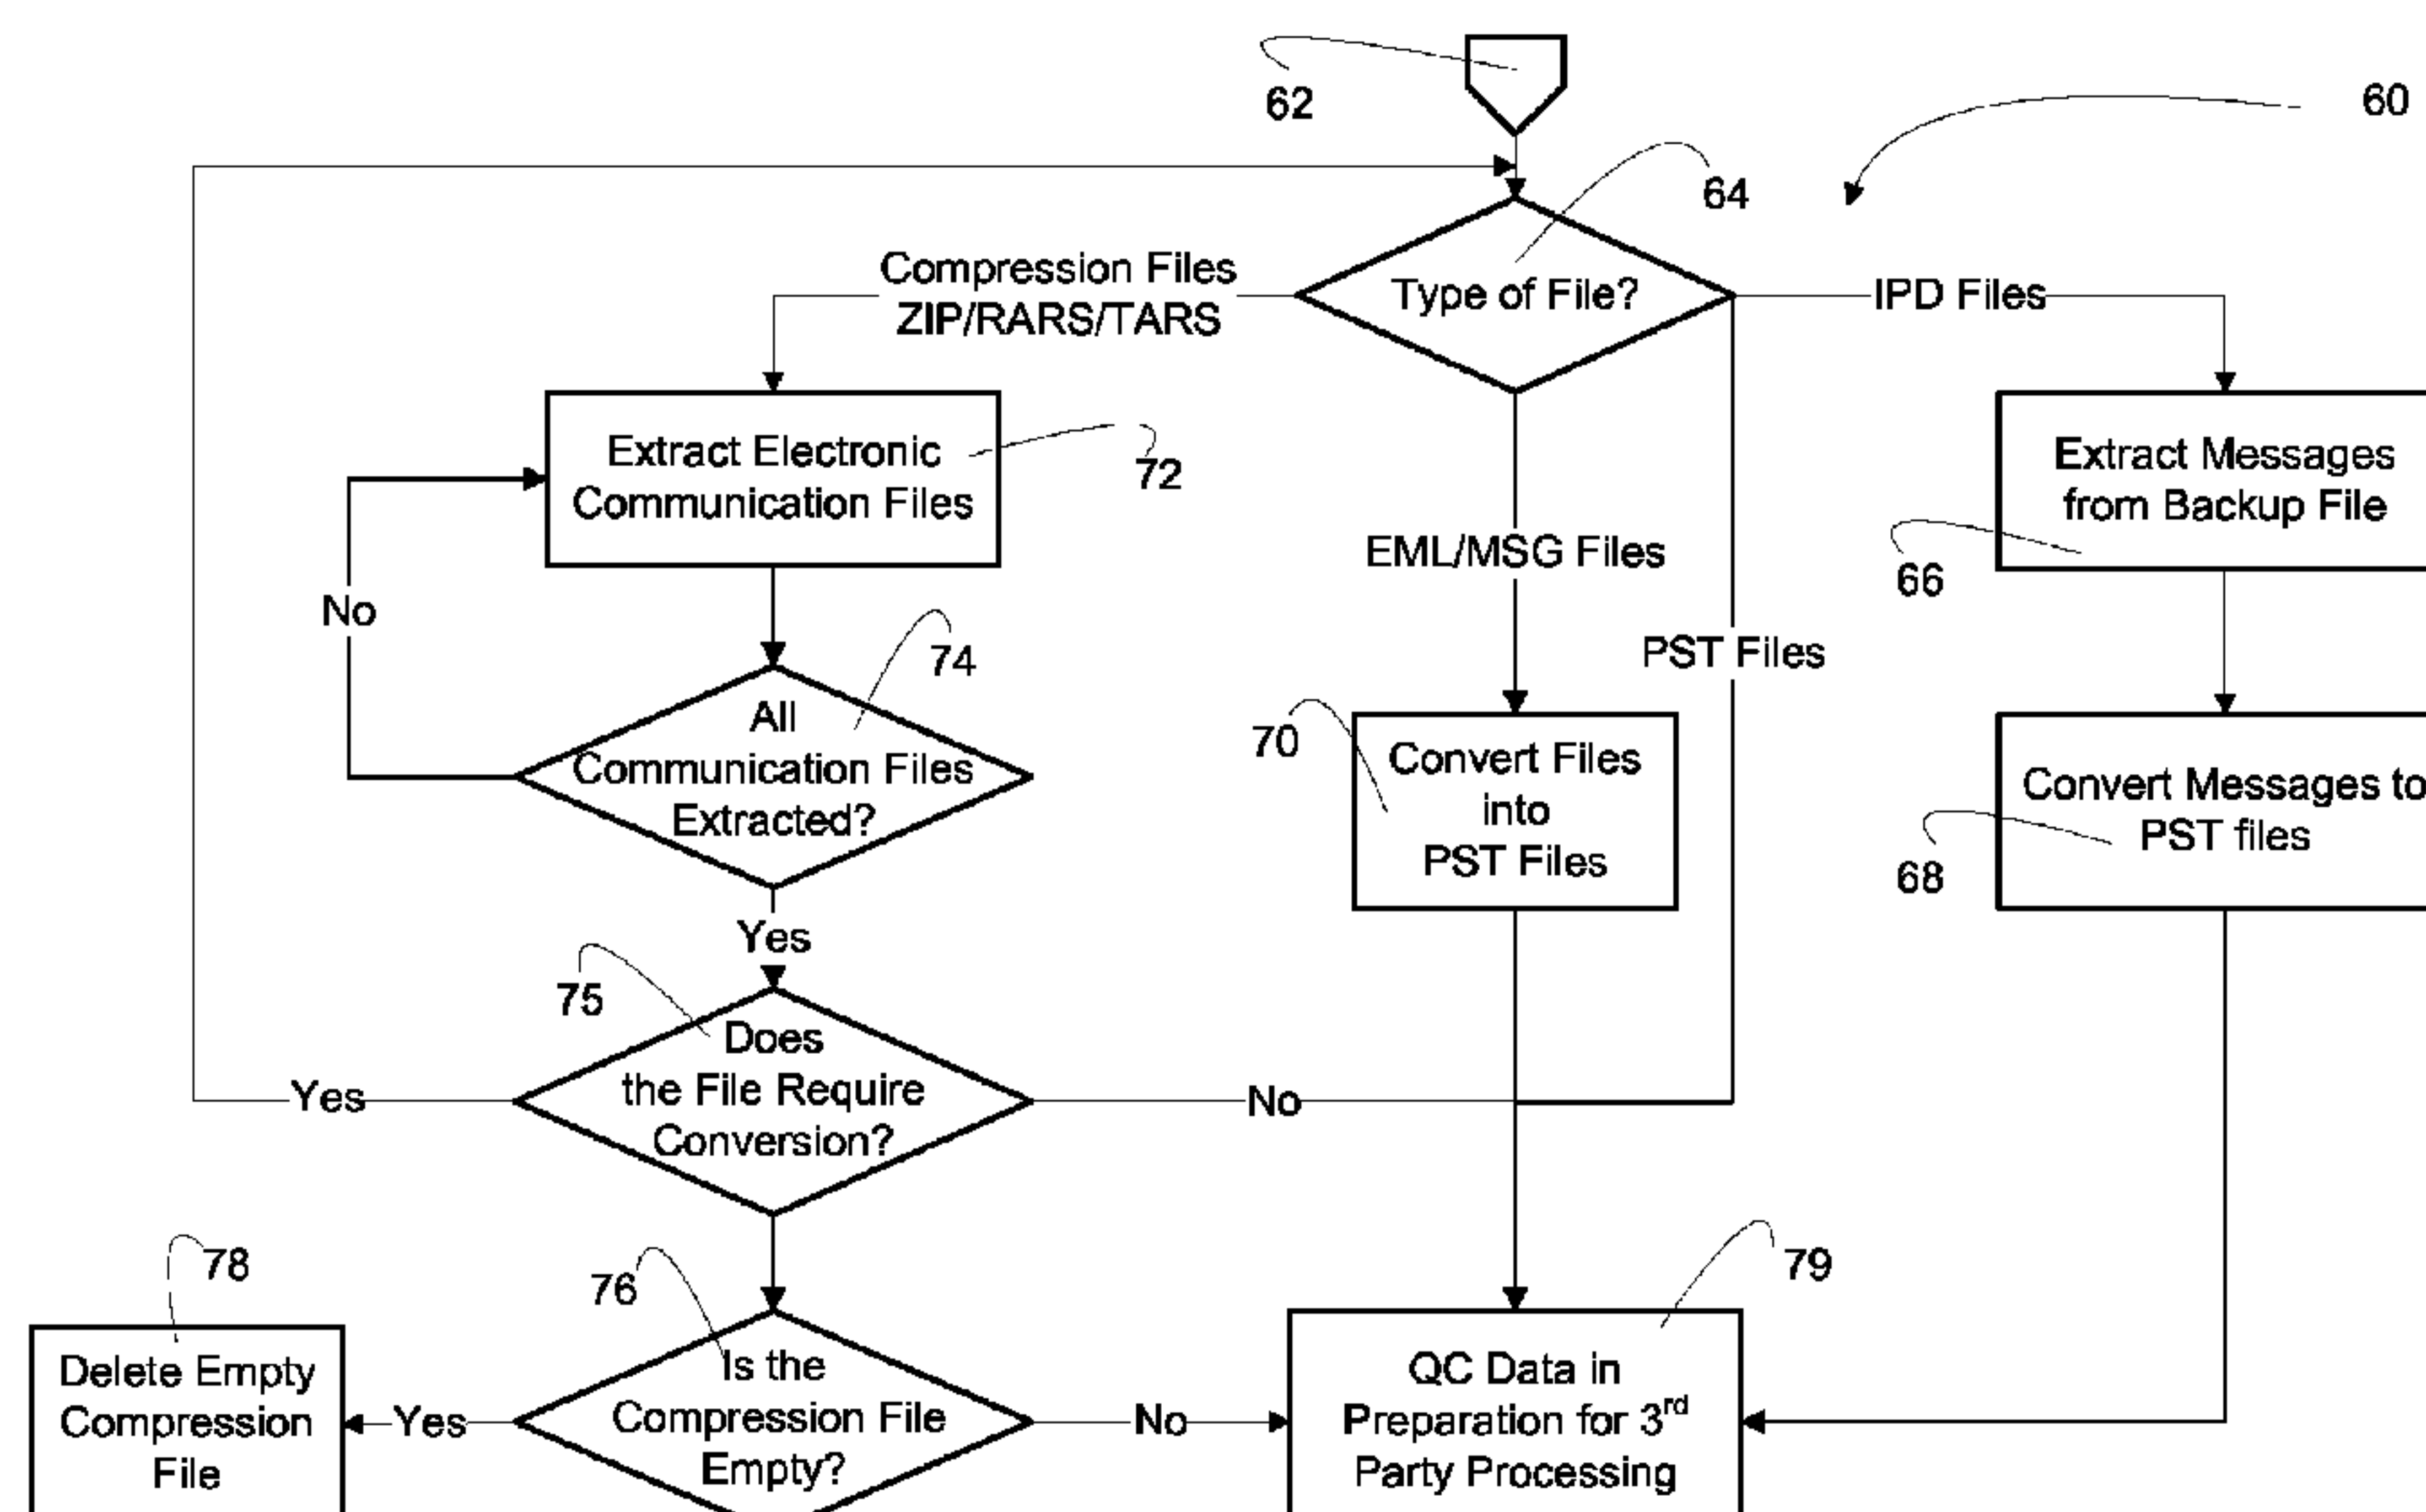 62
60
64
Compression Files
ZIP/RARS/TARS
Type of File?
IPD Files
Extract Electronic
Communication Files
72
Extract Messages
from Backup File
66
EML/MSG Files
No
74
PST Files
All
Communication Files
Extracted?
70
Convert Files
into
PST Files
Convert Messages to
PST files
68
Yes
75
Does
the File Require
Conversion?
Yes
No
78
76
79
Delete Empty
Compression
File
Yes
Is the
Compression File
Empty?
No
QC Data in
Preparation for 3rd
Party Processing